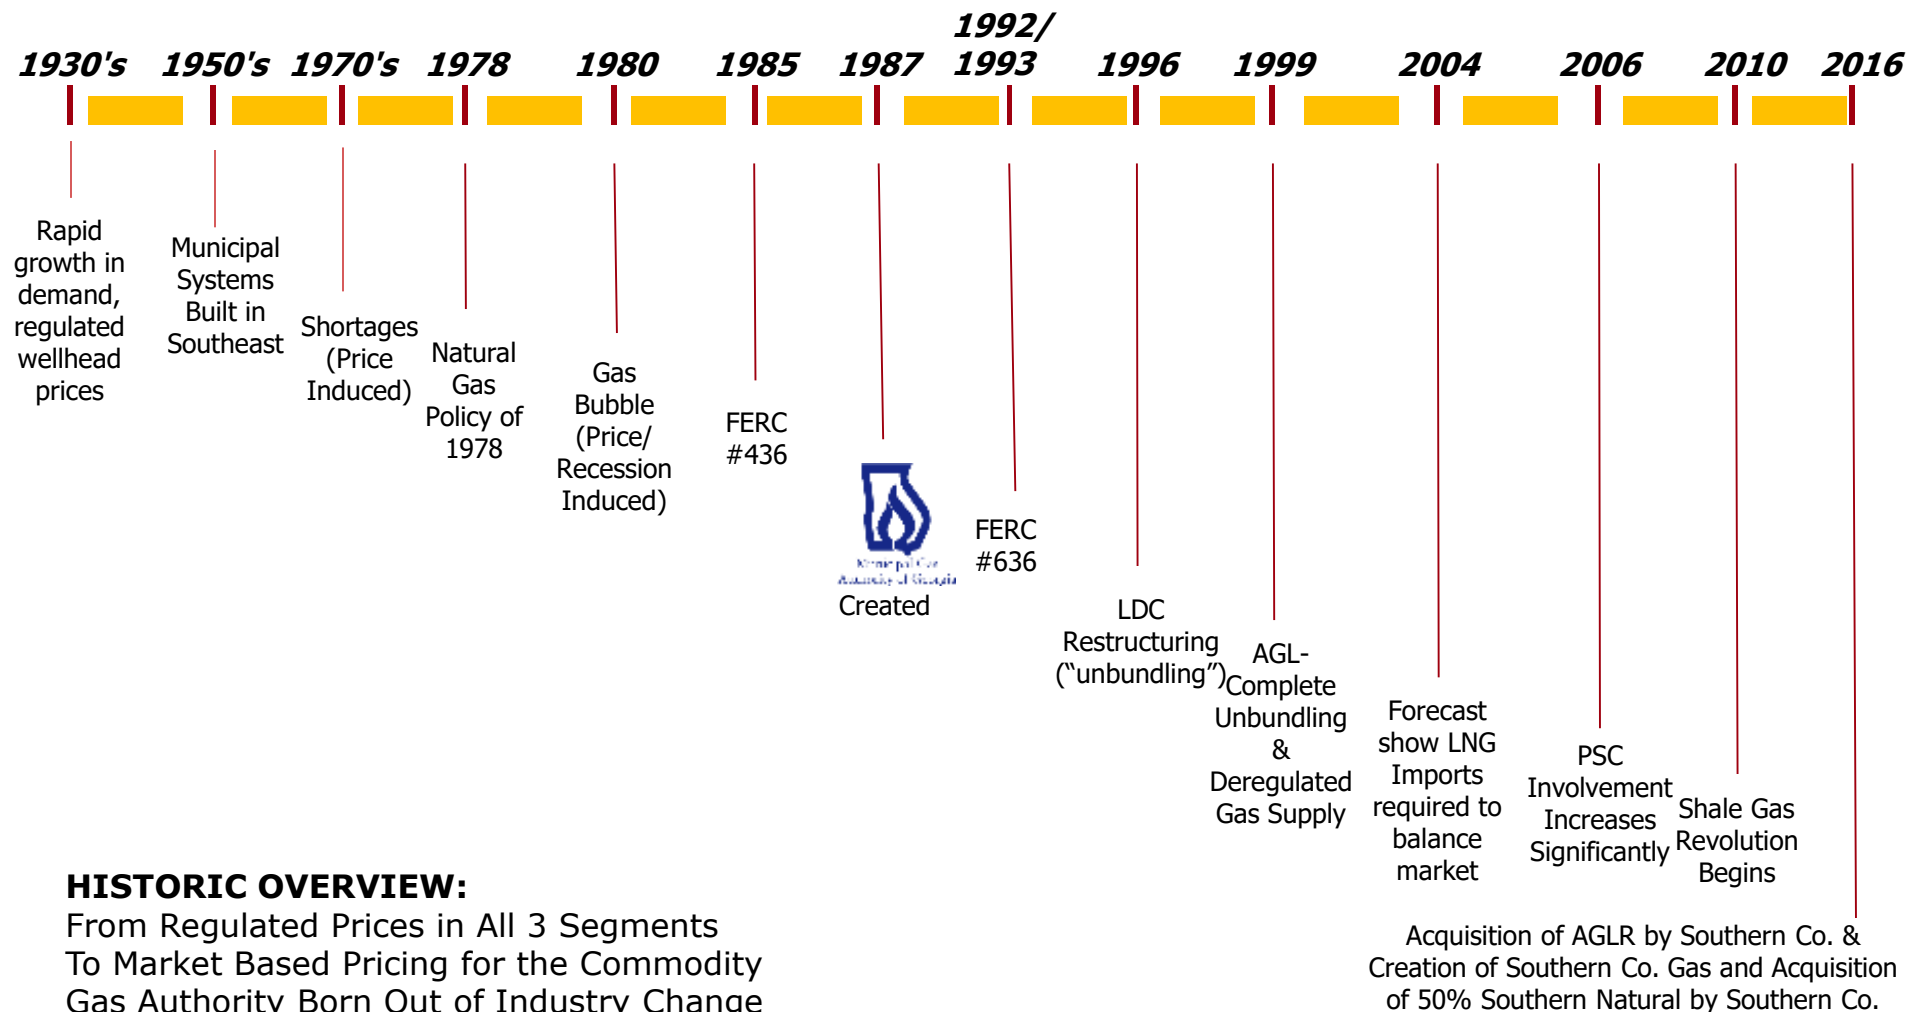 1930's 1950's 1970's 1978 1980 1985 1987 1992/
1993 1996 1999 2004 2006 2010 2016
Rapid
growth in
demand,
regulated
wellhead
prices
Municipal
Systems
Built in
Southeast
Shortages
(Price
Induced)
Natural
Gas
Policy of
1978
Gas
Bubble
(Price/
Recession
Induced)
FERC
#436
Municipal Gas
Authority of Georgia
Created
FERC
#636
LDC
Restructuring
(“unbundling”)
AGL-
Complete
Unbundling
&
Deregulated
Gas Supply
Forecast
show LNG
Imports
required to
balance
market
PSC
Involvement
Increases
Significantly
Shale Gas
Revolution
Begins
Acquisition of AGLR by Southern Co. &
Creation of Southern Co. Gas and Acquisition
of 50% Southern Natural by Southern Co.
HISTORIC OVERVIEW:
From Regulated Prices in All 3 Segments
To Market Based Pricing for the Commodity
Gas Authority Born Out of Industry Change